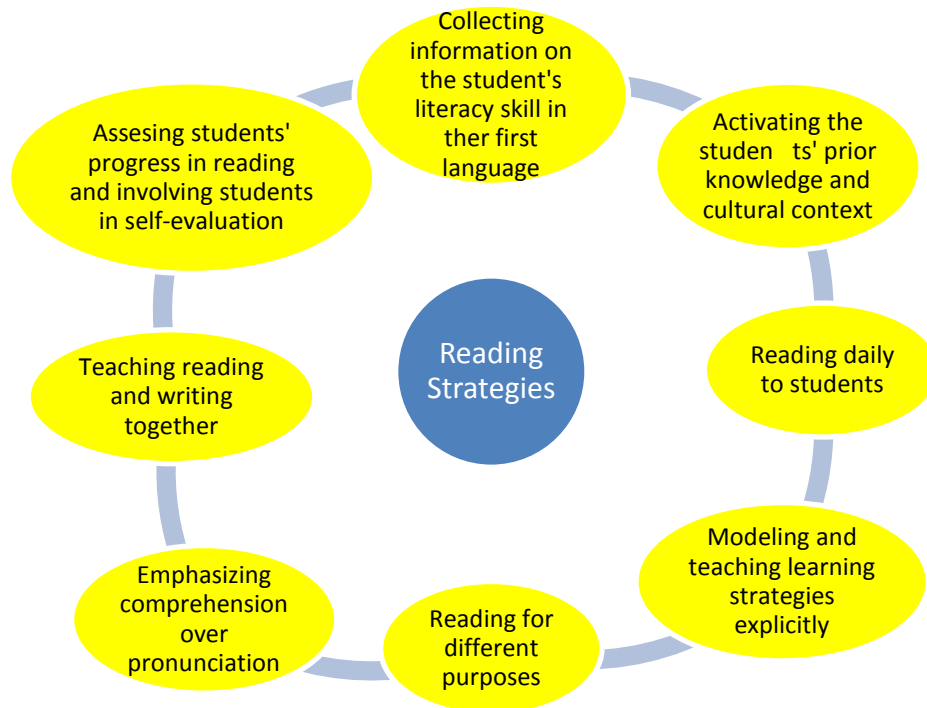 Collecting
information on
the student's
literacy skill in
ther first
language
Activating the
studen   ts' prior
knowledge and
cultural context
Reading daily
to students
Modeling and
teaching learning
strategies
explicitly
Reading for
different
purposes
Emphasizing
comprehension
over
pronunciation
Teaching reading
and writing
together
Assesing students'
progress in reading
and involving students
in self-evaluation
Reading
Strategies